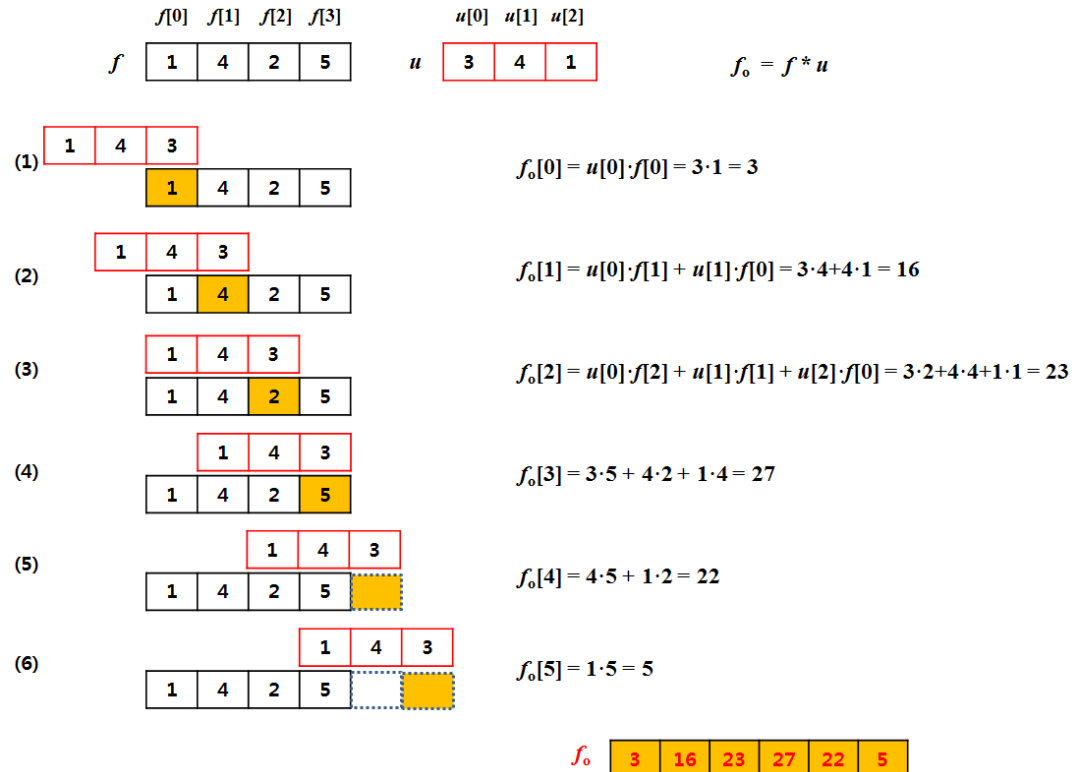 f[0] f[1] f[2] f[3] u[0] u[1] u[2]
f 1 4 2 5 u 3 4 1 fₒ = f * u
1 4 3
(1) fₒ[0] = u[0]·f[0] = 3·1 = 3
1 4 2 5
1 4 3
(2) fₒ[1] = u[0]·f[1] + u[1]·f[0] = 3·4+4·1 = 16
1 4 2 5
1 4 3
(3) fₒ[2] = u[0]·f[2] + u[1]·f[1] + u[2]·f[0] = 3·2+4·4+1·1 = 23
1 4 2 5
1 4 3
(4) fₒ[3] = 3·5 + 4·2 + 1·4 = 27
1 4 2 5
1 4 3
(5) fₒ[4] = 4·5 + 1·2 = 22
1 4 2 5
1 4 3
(6) fₒ[5] = 1·5 = 5
1 4 2 5
fₒ 3 16 23 27 22 5